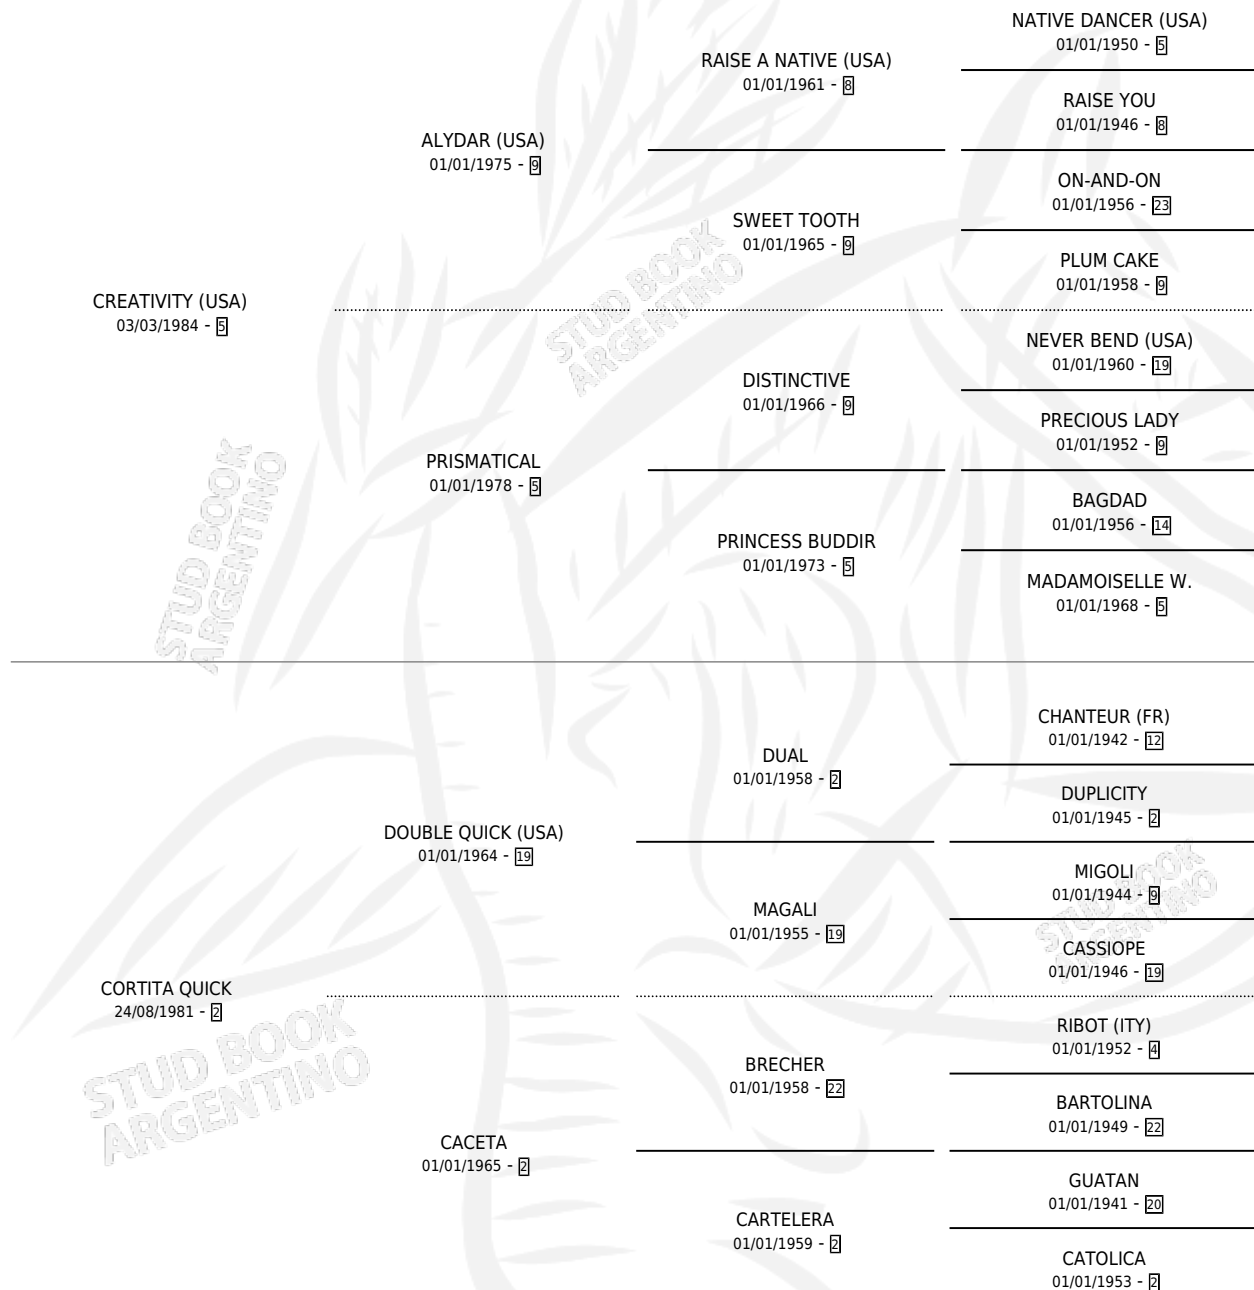 NATIVE DANCER (USA)
01/01/1950 - 5
RAISE A NATIVE (USA)
01/01/1961 - 8
RAISE YOU
01/01/1946 - 8
ALYDAR (USA)
01/01/1975 - 9
ON-AND-ON
01/01/1956 - 23
SWEET TOOTH
01/01/1965 - 9
PLUM CAKE
01/01/1958 - 9
CREATIVITY (USA)
03/03/1984 - 5
NEVER BEND (USA)
01/01/1960 - 19
DISTINCTIVE
01/01/1966 - 9
PRECIOUS LADY
01/01/1952 - 9
PRISMATICAL
01/01/1978 - 5
BAGDAD
01/01/1956 - 14
PRINCESS BUDDIR
01/01/1973 - 5
MADAMOISELLE W.
01/01/1968 - 5
CHANTEUR (FR)
01/01/1942 - 12
DUAL
01/01/1958 - 2
DUPLICITY
01/01/1945 - 2
DOUBLE QUICK (USA)
01/01/1964 - 19
MIGOLI
01/01/1944 - 9
MAGALI
01/01/1955 - 19
CASSIOPE
01/01/1946 - 19
CORTITA QUICK
24/08/1981 - 2
RIBOT (ITY)
01/01/1952 - 4
BRECHER
01/01/1958 - 22
BARTOLINA
01/01/1949 - 22
CACETA
01/01/1965 - 2
GUATAN
01/01/1941 - 20
CARTELERA
01/01/1959 - 2
CATOLICA
01/01/1953 - 2
STUD BOOK
ARGENTINO
STUD BOOK
ARGENTINO
STUD BOOK
ARGENTINO
STUD BOOK
ARGENTINO